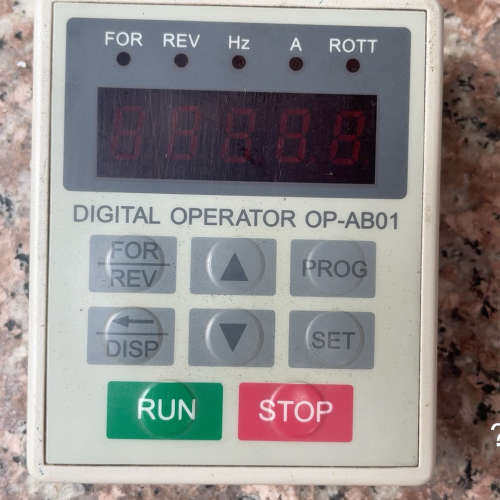 FOR REV Hz A ROTT
DIGITAL OPERATOR OP-AB01
FOR
REV
PROG
DISP
SET
RUN STOP
?